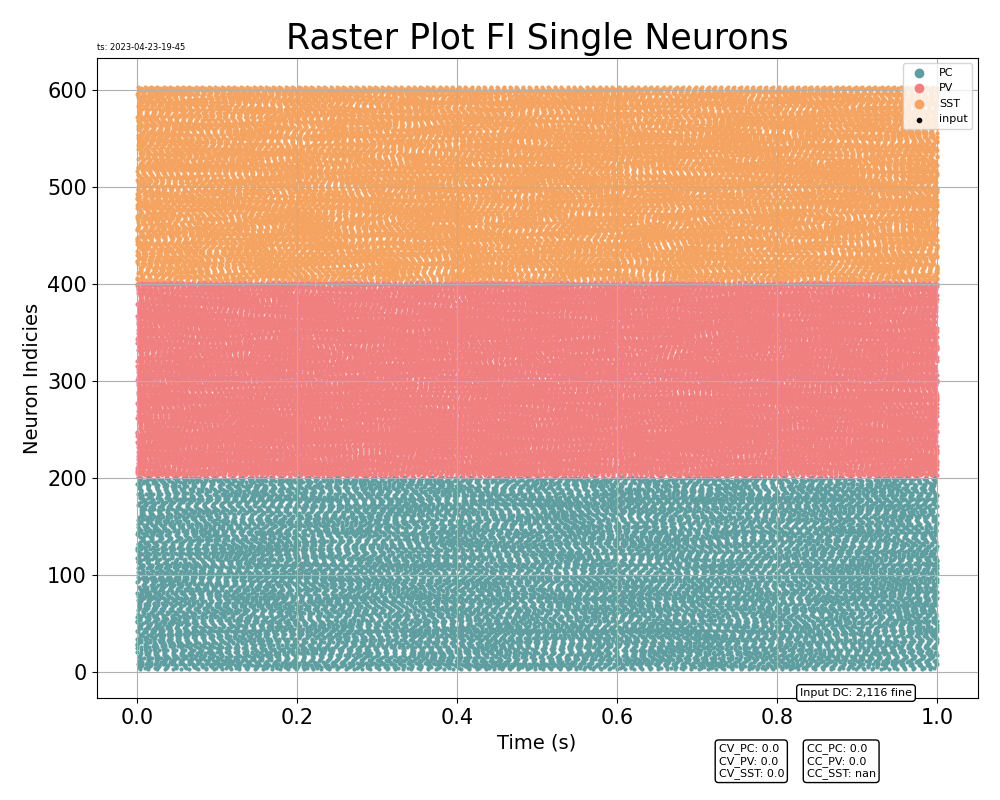 Raster Plot FI Single Neurons
ts: 2023-04-23-19-45
PC
PV
SST
input
Neuron Indicies
600
500
400
300
200
100
0
0.0 0.2 0.4 0.6 0.8 1.0
Input DC: 2,116 fine
Time (s)
CV_PC: 0.0
CV_PV: 0.0
CV_SST: 0.0
CC_PC: 0.0
CC_PV: 0.0
CC_SST: nan